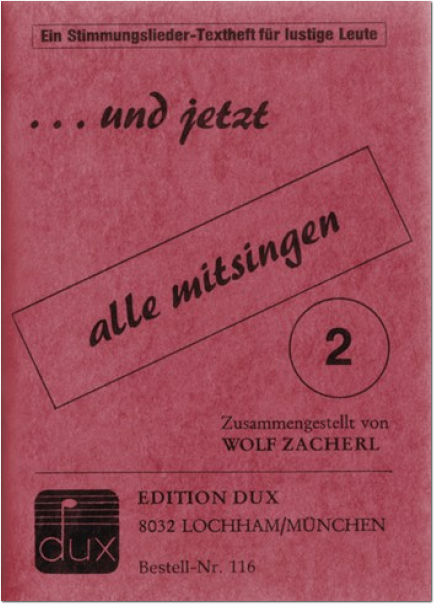 Ein Stimmungslieder-Textheft für lustige Leute
. . . und jetzt
alle mitsingen
2
Zusammengestellt von
WOLF ZACHERL
dux
EDITION DUX
8032 LOCHHAM/MÜNCHEN
Bestell-Nr. 116